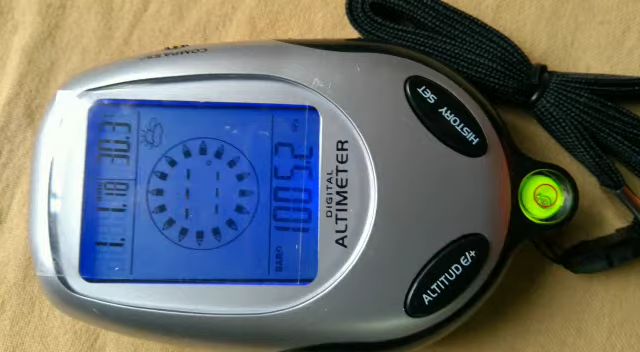 30.3
BARO
1005.2
DIGITAL
ALTIMETER
HISTORY SET
ALTITUDE/+